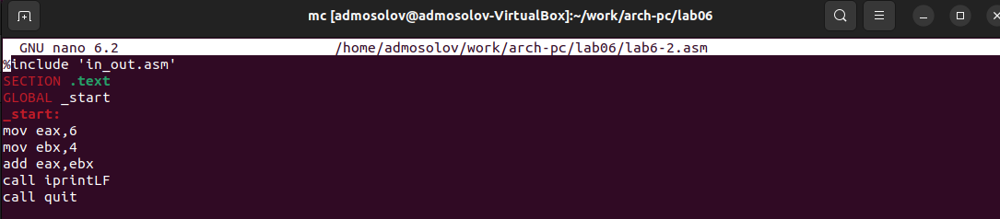 mc [admosolov@admosolov-VirtualBox]:~/work/arch-pc/lab06
GNU nano 6.2 /home/admosolov/work/arch-pc/lab06/lab6-2.asm
%include 'in_out.asm'
SECTION .text
GLOBAL _start
_start:
mov eax,6
mov ebx,4
add eax,ebx
call iprintLF
call quit